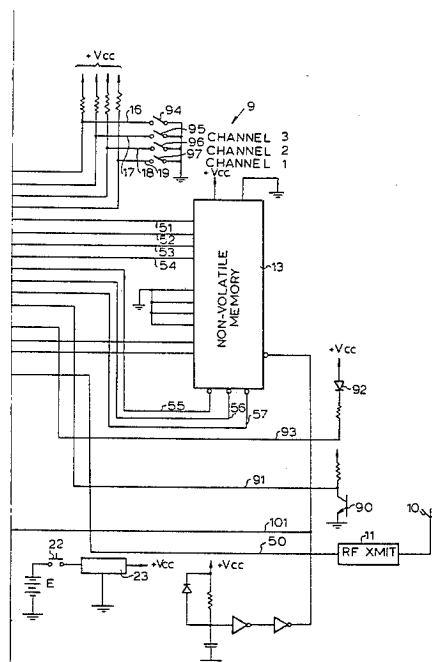 +Vcc
94
9
16
95
CHANNEL 3
96
CHANNEL 2
97
CHANNEL 1
17
18
19
+Vcc
51
52
53
54
13
NON-VOLATILE
MEMORY
+Vcc
92
55
56
57
93
91
90
10
101
50
11
RF XMIT
22
E
23
+Vcc
+Vcc